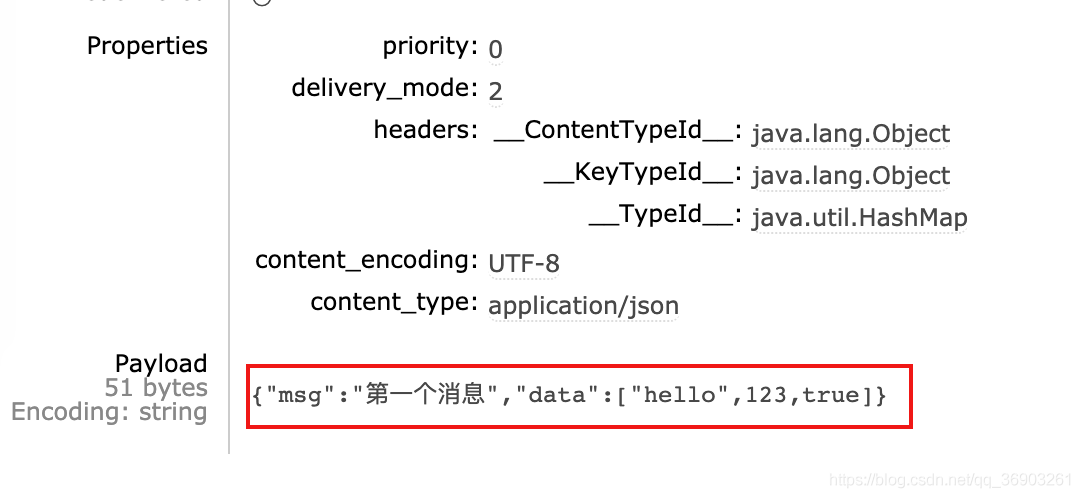 Properties priority: 0
delivery_mode: 2
headers: __ContentTypeId__: java.lang.Object
__KeyTypeId__: java.lang.Object
__TypeId__: java.util.HashMap
content_encoding: UTF-8
content_type: application/json
Payload
51 bytes
Encoding: string
{"msg":"第一个消息","data":["hello",123,true]}
https://blog.csdn.net/qq_36903261